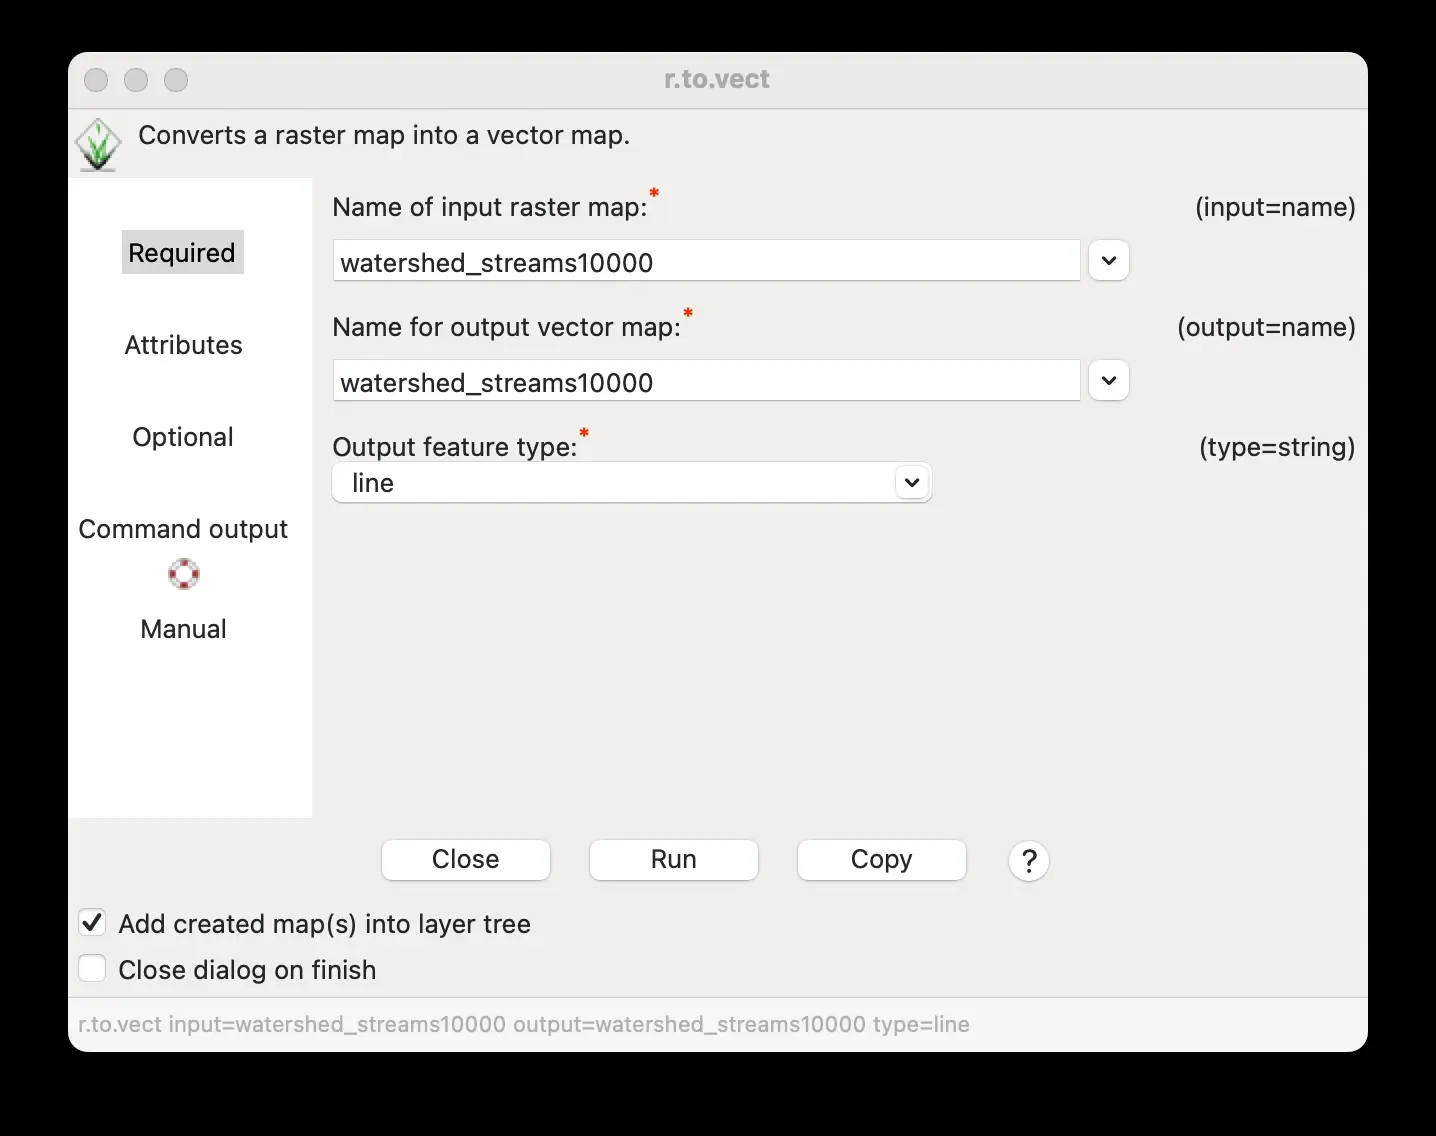 r.to.vect
Converts a raster map into a vector map.
Required
Attributes
Optional
Command output
Manual
Name of input raster map:* (input=name)
watershed_streams10000
Name for output vector map:* (output=name)
watershed_streams10000
Output feature type:* (type=string)
line
Close Run Copy ?
Add created map(s) into layer tree
Close dialog on finish
r.to.vect input=watershed_streams10000 output=watershed_streams10000 type=line